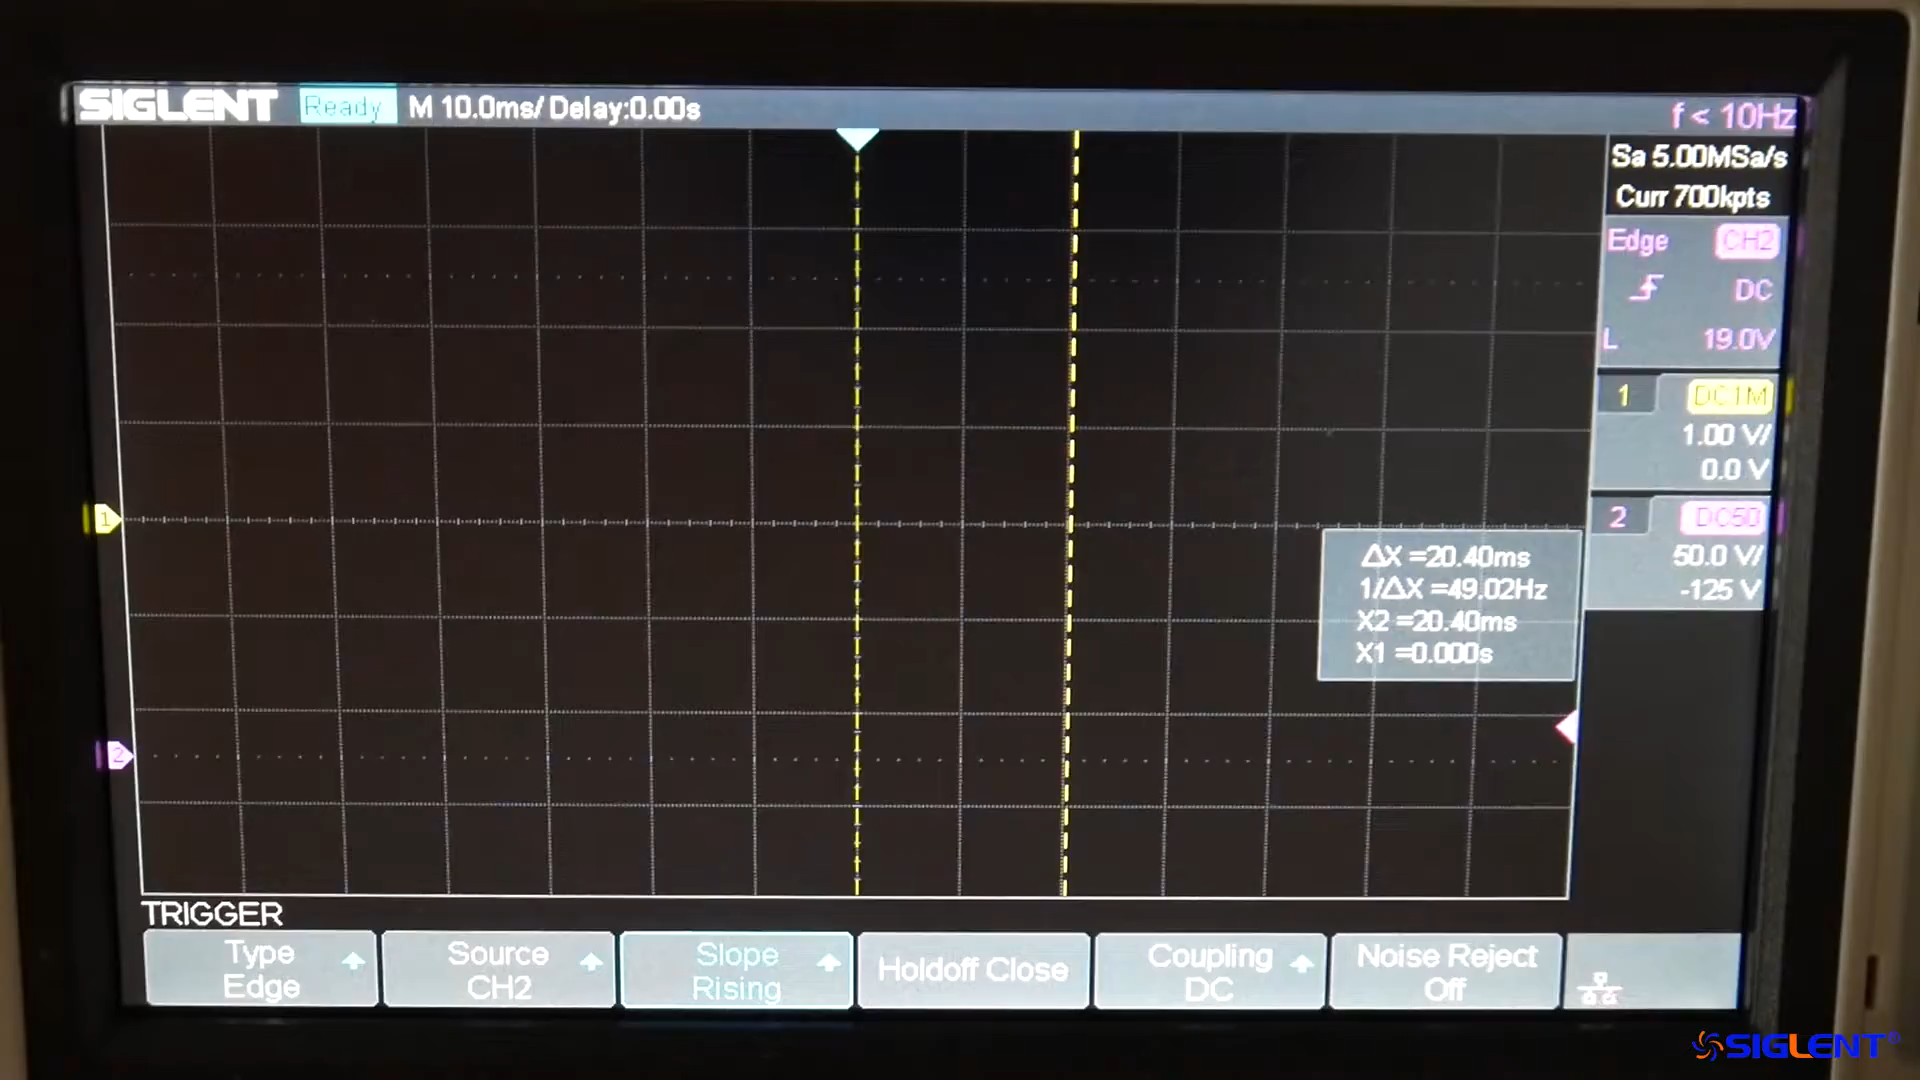 SIGLENT Ready M 10.0ms/ Delay:0.00s f < 10Hz
Sa 5.00MSa/s
Curr 700kpts
Edge CH2
DC
L 19.0V
1 DC1M
1.00 V/
0.0 V
1
2 DC50
50.0 V/
-125 V
ΔX =20.40ms
1/ΔX =49.02Hz
X2 =20.40ms
X1 =0.000s
2
TRIGGER
Type
Edge
Source
CH2
Slope
Rising
Holdoff Close
Coupling
DC
Noise Reject
Off
SIGLENT®